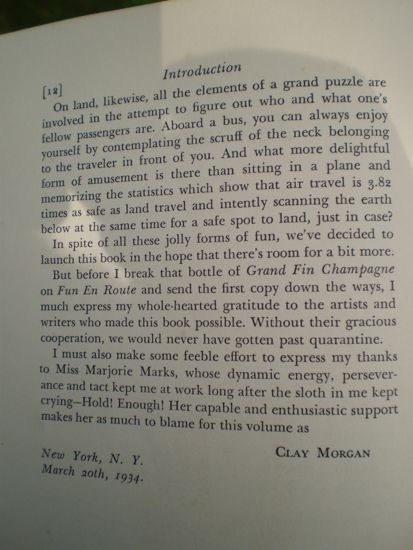 Introduction
[12]
On land, likewise, all the elements of a grand puzzle are
involved in the attempt to figure out who and what one's
fellow passengers are. Aboard a bus, you can always enjoy
yourself by contemplating the scruff of the neck belonging
to the traveler in front of you. And what more delightful
form of amusement is there than sitting in a plane and
memorizing the statistics which show that air travel is 3.82
times as safe as land travel and intently scanning the earth
below at the same time for a safe spot to land, just in case?
In spite of all these jolly forms of fun, we've decided to
launch this book in the hope that there's room for a bit more.
But before I break that bottle of Grand Fin Champagne
on Fun En Route and send the first copy down the ways, I
much express my whole-hearted gratitude to the artists and
writers who made this book possible. Without their gracious
cooperation, we would never have gotten past quarantine.
I must also make some feeble effort to express my thanks
to Miss Marjorie Marks, whose dynamic energy, persever-
ance and tact kept me at work long after the sloth in me kept
crying—Hold! Enough! Her capable and enthusiastic support
makes her as much to blame for this volume as
CLAY MORGAN
New York, N. Y.
March 20th, 1934.